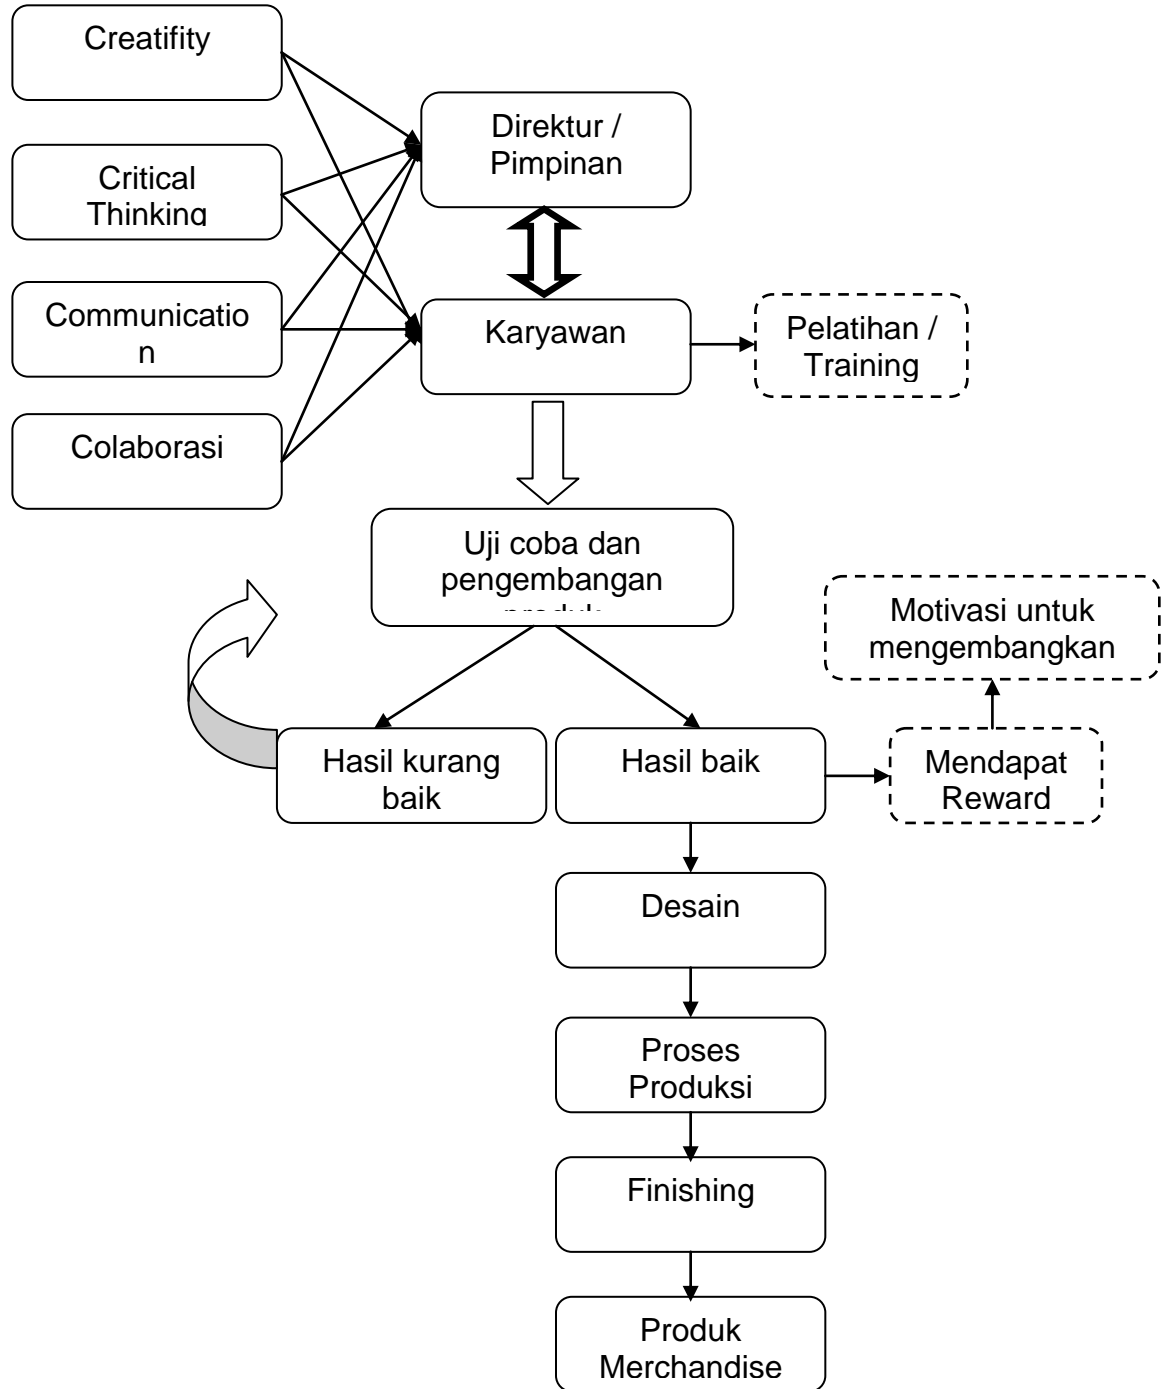 Creatifity
Direktur /
Pimpinan
Critical
Thinking
Communicatio
n
Karyawan
Pelatihan /
Training
Colaborasi
Uji coba dan
pengembangan
produk
Motivasi untuk
mengembangkan
Hasil kurang
baik
Hasil baik
Mendapat
Reward
Desain
Proses
Produksi
Finishing
Produk
Merchandise